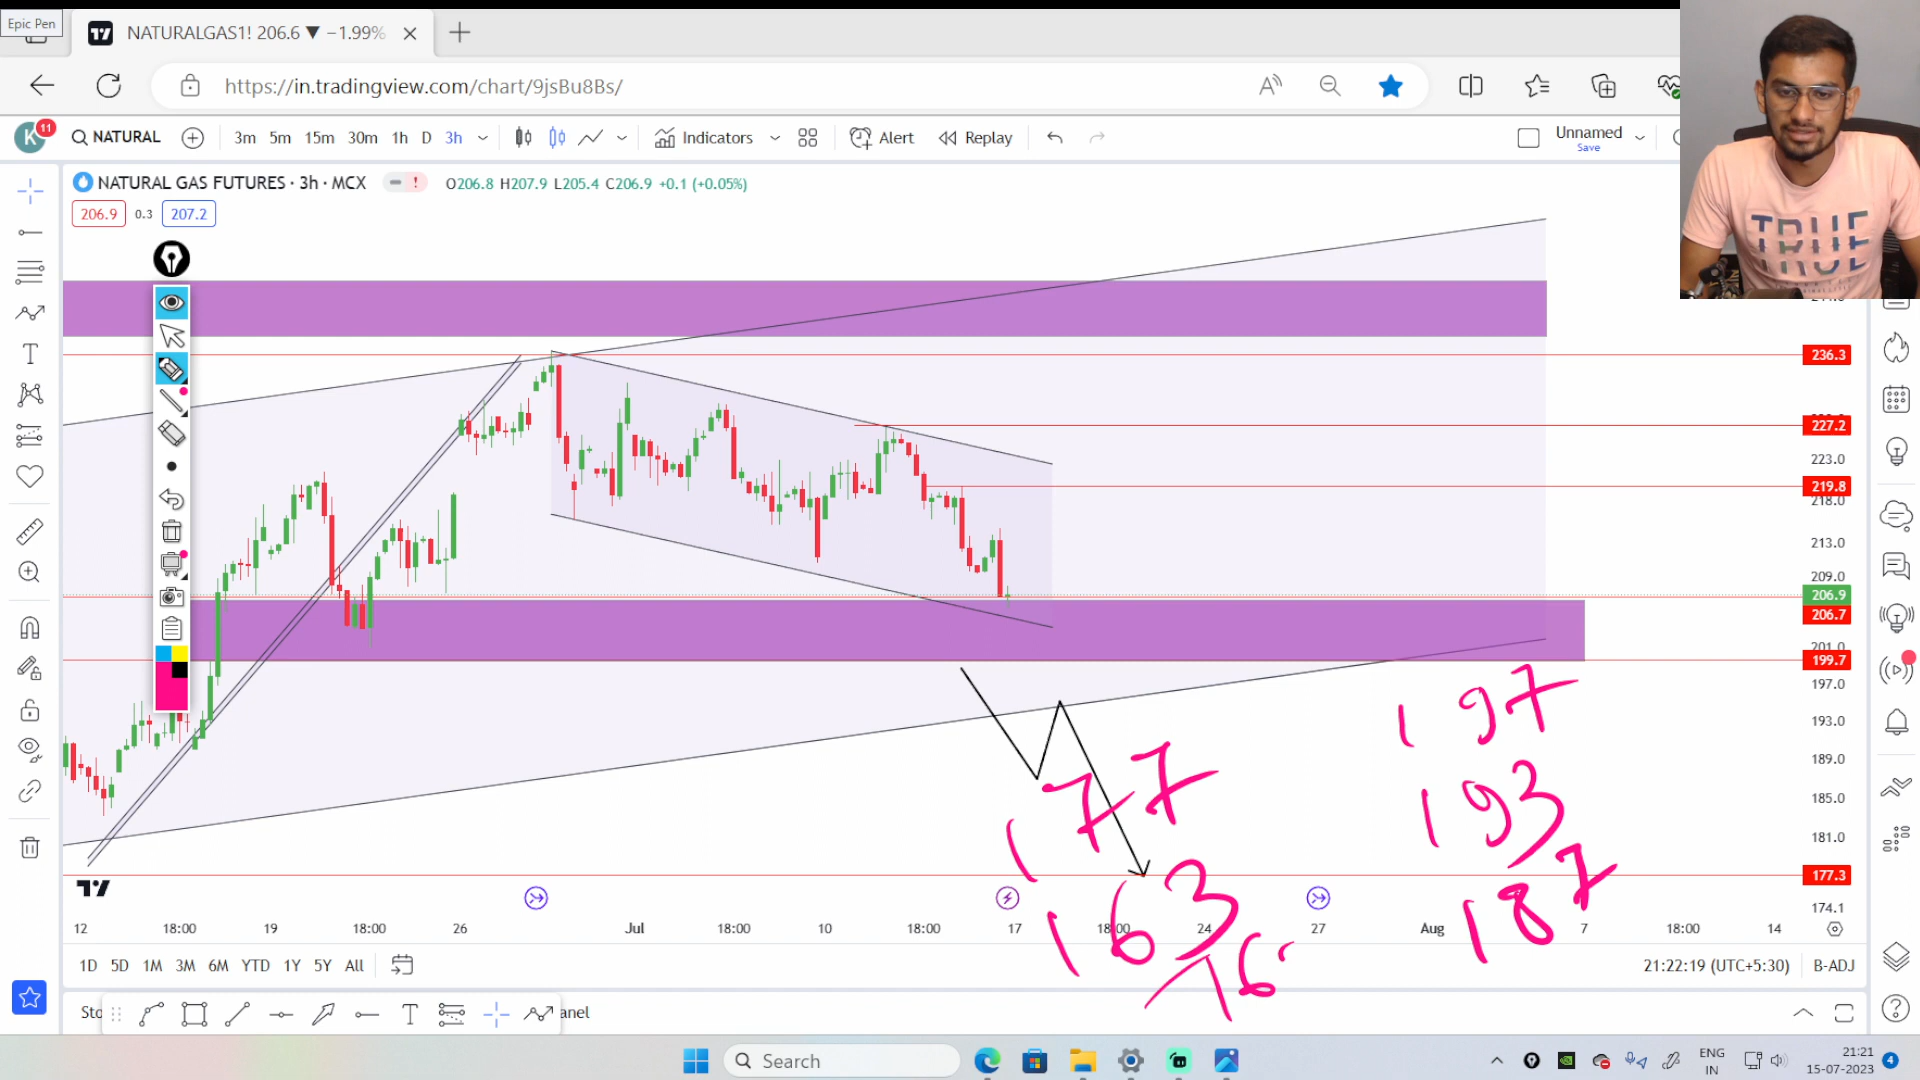 Epic Pen
NATURALGAS1! 206.6 ▼ −1.99%
https://in.tradingview.com/chart/9jsBu8Bs/
K 11 NATURAL 3m 5m 15m 30m 1h D 3h Indicators Alert Replay Unnamed
Save
NATURAL GAS FUTURES · 3h · MCX O206.8 H207.9 L205.4 C206.9 +0.1 (+0.05%)
206.9 0.3 207.2
TRUE
TRUE
236.3
227.2
223.0
219.8
218.0
213.0
209.0
206.9
206.7
201.0
199.7
197.0
193.0
189.0
185.0
181.0
177.3
174.1
197
193
187
177
163
12 18:00 19 18:00 26 Jul 18:00 10 18:00 17 18:00 24 27 Aug 7 18:00 14
1D 5D 1M 3M 6M YTD 1Y 5Y All 21:22:19 (UTC+5:30) B-ADJ
Sto anel
Search ENG 21:21
IN 15-07-2023 4